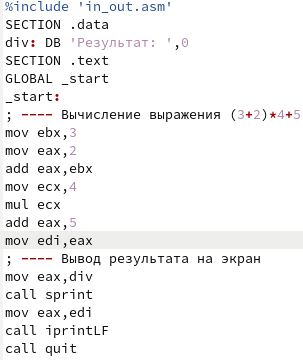 %include 'in_out.asm'
SECTION .data
div: DB 'Результат: ',0
SECTION .text
GLOBAL _start
_start:
; ---- Вычисление выражения (3+2)*4+5
mov ebx,3
mov eax,2
add eax,ebx
mov ecx,4
mul ecx
add eax,5
mov edi,eax
; ---- Вывод результата на экран
mov eax,div
call sprint
mov eax,edi
call iprintLF
call quit